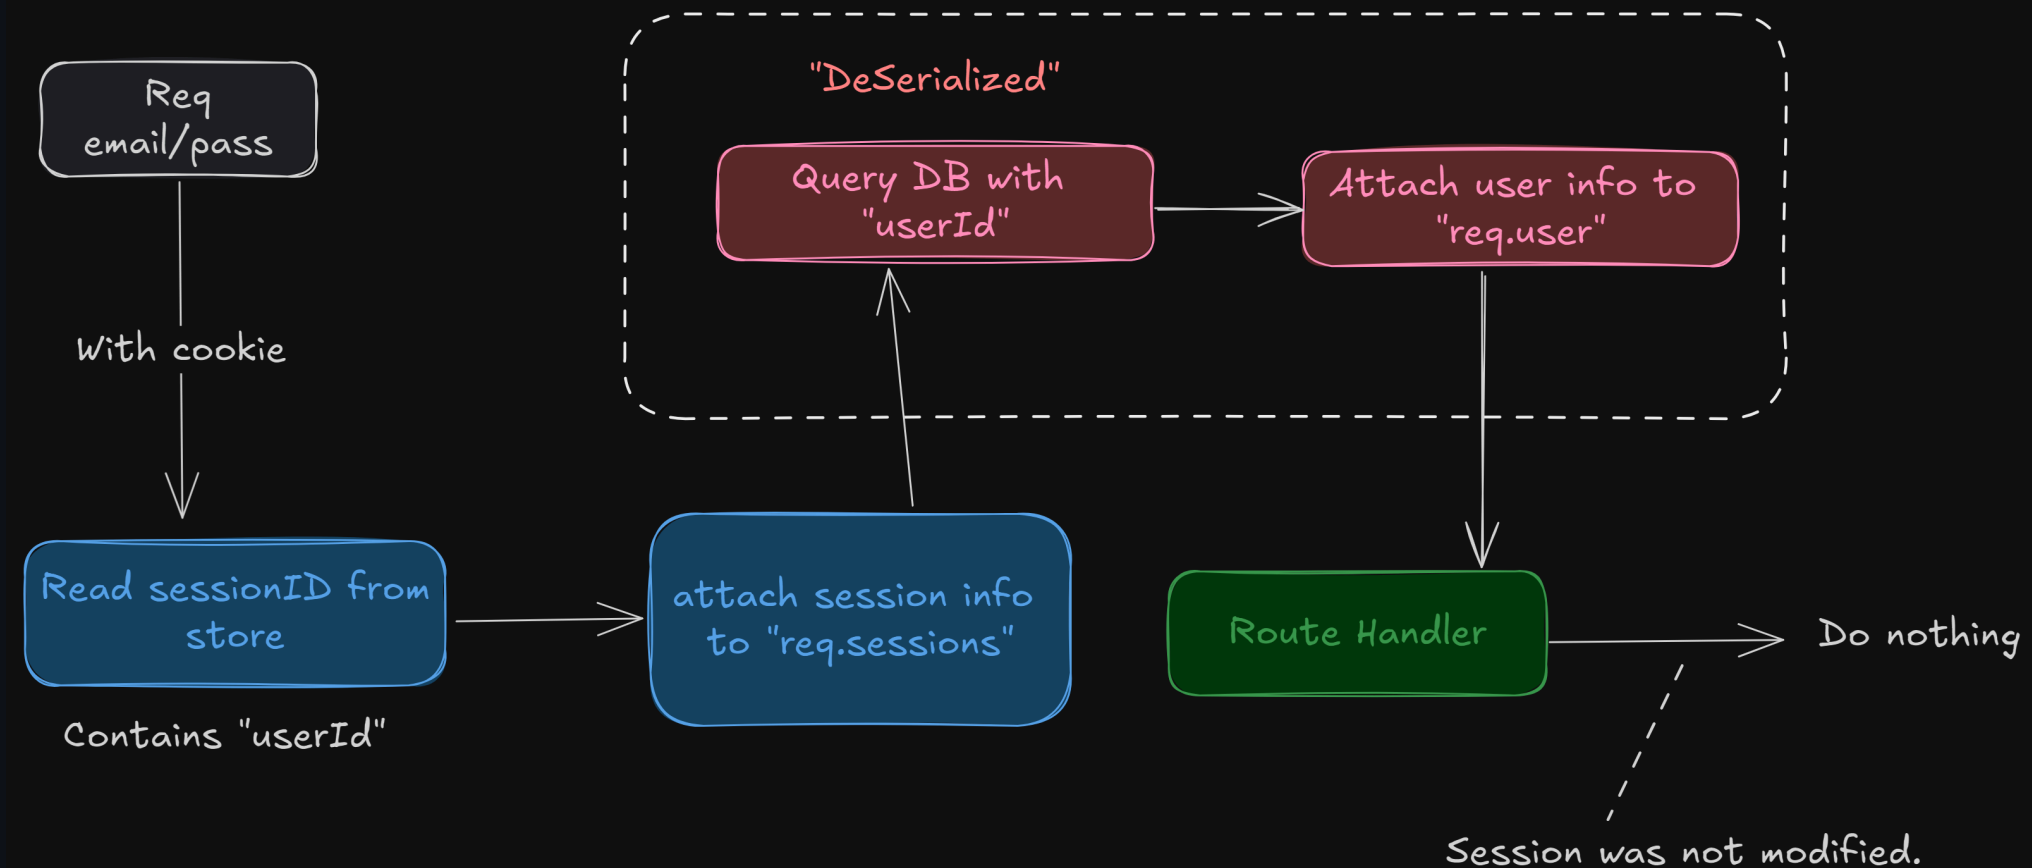 Req
email/pass
With cookie
Read sessionID from
store
Contains "userId"
attach session info
to "req.sessions"
"DeSerialized"
Query DB with
"userId"
Attach user info to
"req.user"
Route Handler
Do nothing
Session was not modified.